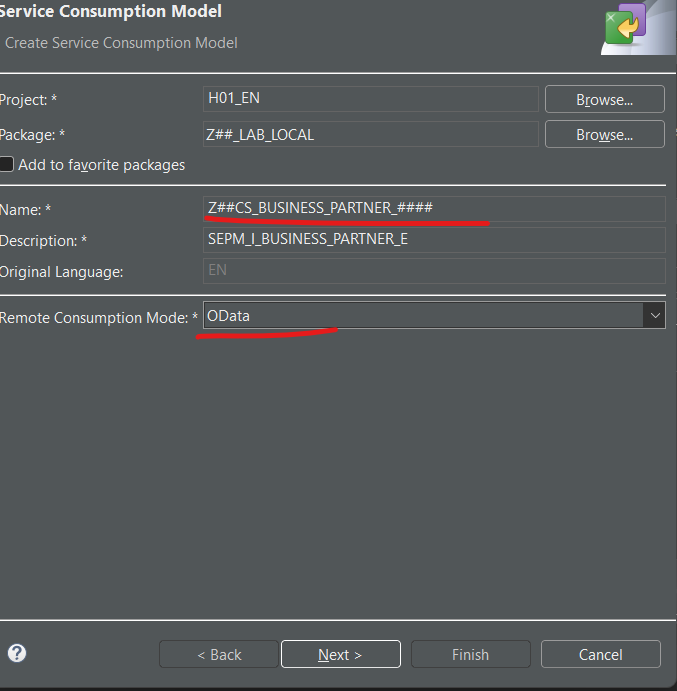 Service Consumption Model
Create Service Consumption Model
Project: * H01_EN Browse...
Package: * Z##_LAB_LOCAL Browse...
Add to favorite packages
Name: * Z##CS_BUSINESS_PARTNER_####
Description: * SEPM_I_BUSINESS_PARTNER_E
Original Language: EN
Remote Consumption Mode: * OData
? < Back Next > Finish Cancel